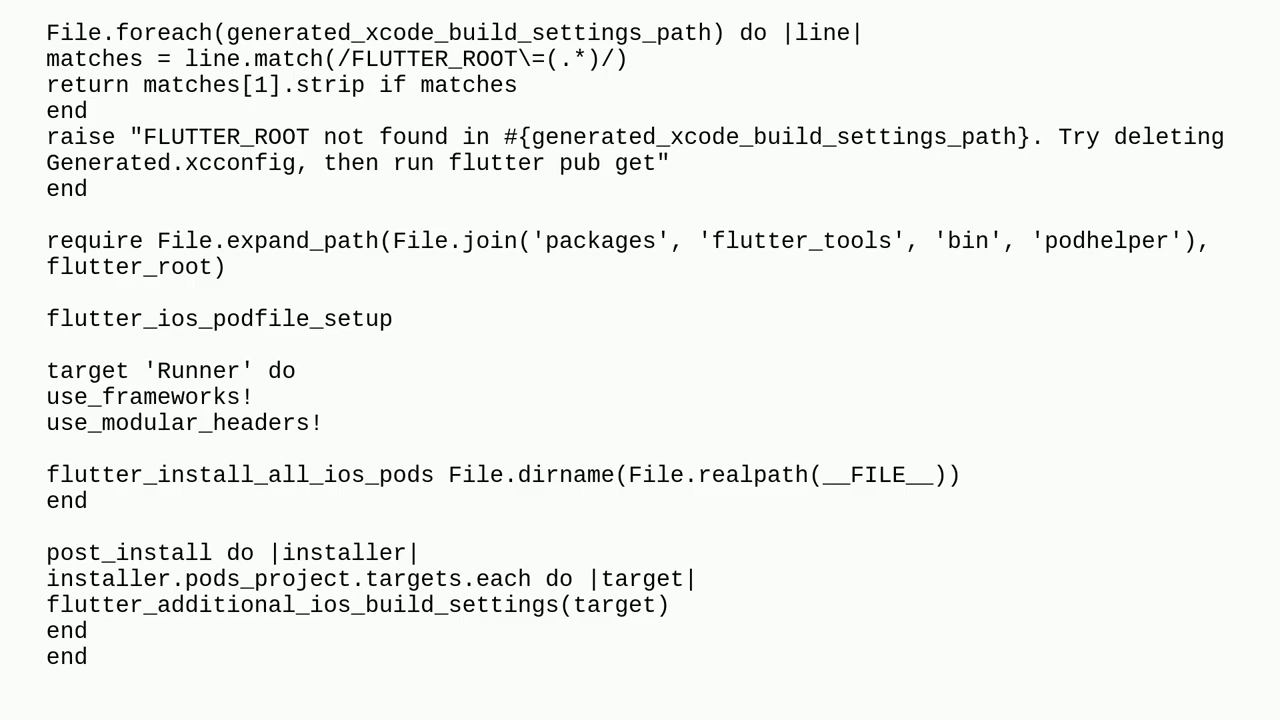 File.foreach(generated_xcode_build_settings_path) do |line|
matches = line.match(/FLUTTER_ROOT\=(.*)/)
return matches[1].strip if matches
end
raise "FLUTTER_ROOT not found in #{generated_xcode_build_settings_path}. Try deleting
Generated.xcconfig, then run flutter pub get"
end
require File.expand_path(File.join('packages', 'flutter_tools', 'bin', 'podhelper'),
flutter_root)
flutter_ios_podfile_setup
target 'Runner' do
use_frameworks!
use_modular_headers!
flutter_install_all_ios_pods File.dirname(File.realpath(__FILE__))
end
post_install do |installer|
installer.pods_project.targets.each do |target|
flutter_additional_ios_build_settings(target)
end
end